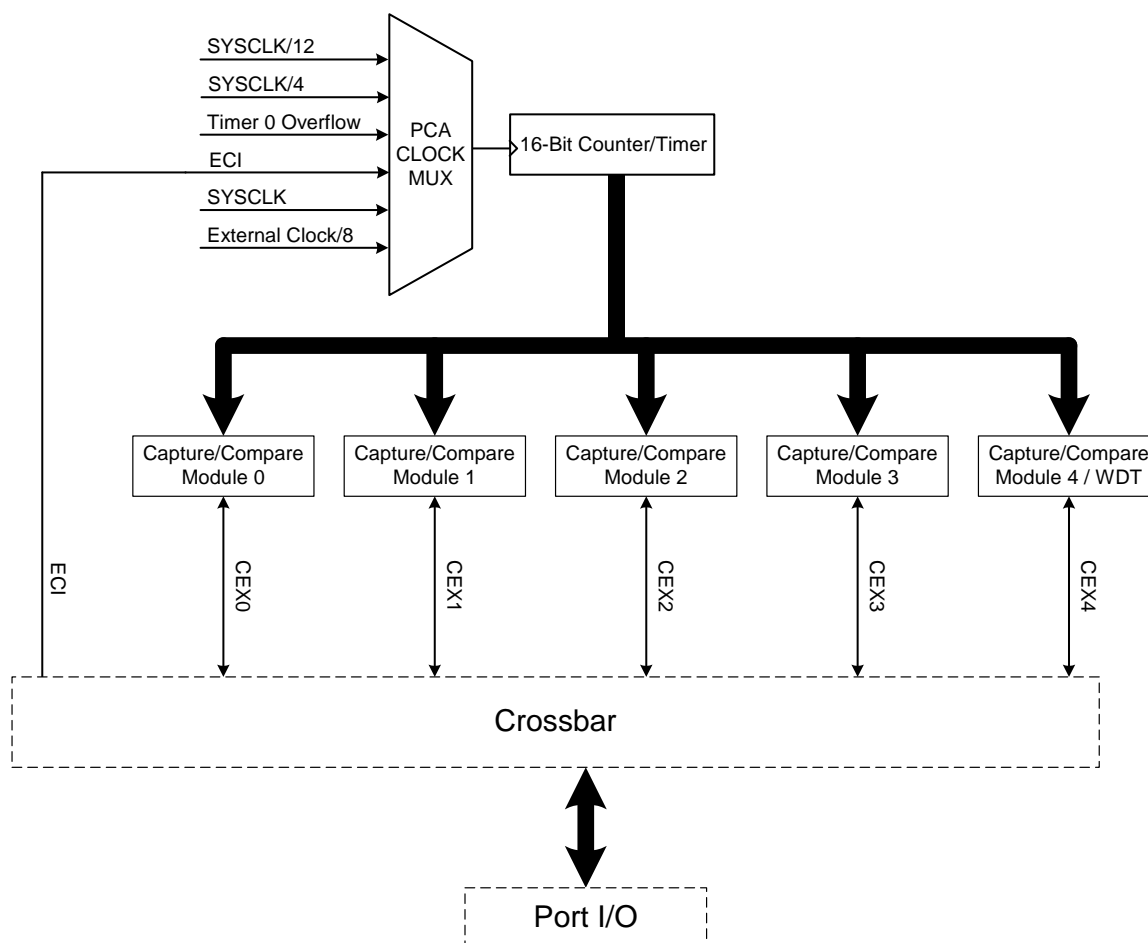 SYSCLK/12
SYSCLK/4
Timer 0 Overflow
ECI
SYSCLK
External Clock/8
PCA
CLOCK
MUX
16-Bit Counter/Timer
Capture/Compare
Module 0
Capture/Compare
Module 1
Capture/Compare
Module 2
Capture/Compare
Module 3
Capture/Compare
Module 4 / WDT
ECI
CEX0
CEX1
CEX2
CEX3
CEX4
Crossbar
Port I/O